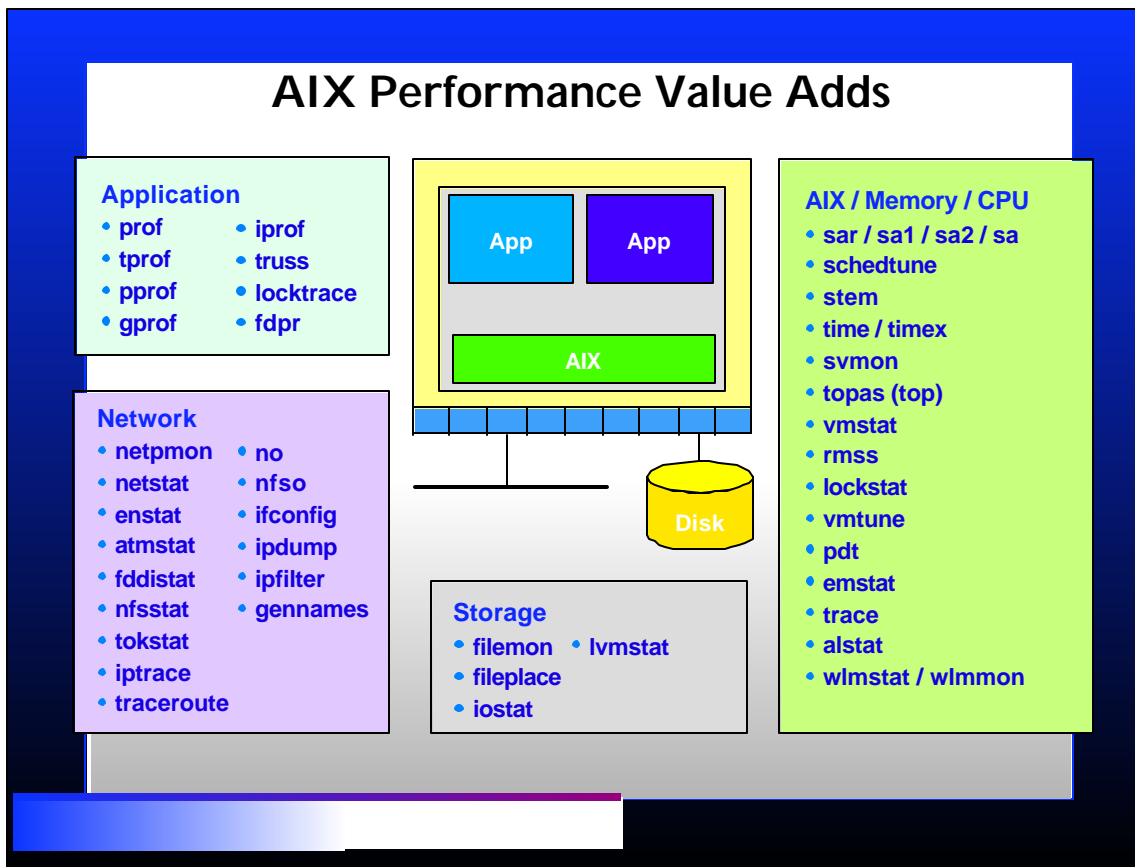 AIX Performance Value Adds
Application
prof
tprof
pprof
gprof
iprof
truss
locktrace
fdpr
Network
netpmon
netstat
enstat
atmstat
fddistat
nfsstat
tokstat
iptrace
traceroute
no
nfso
ifconfig
ipdump
ipfilter
gennames
App
App
AIX
Disk
Storage
filemon
fileplace
iostat
lvmstat
AIX / Memory / CPU
sar / sa1 / sa2 / sa
schedtune
stem
time / timex
svmon
topas (top)
vmstat
rmss
lockstat
vmtune
pdt
emstat
trace
alstat
wlmstat / wlmmon